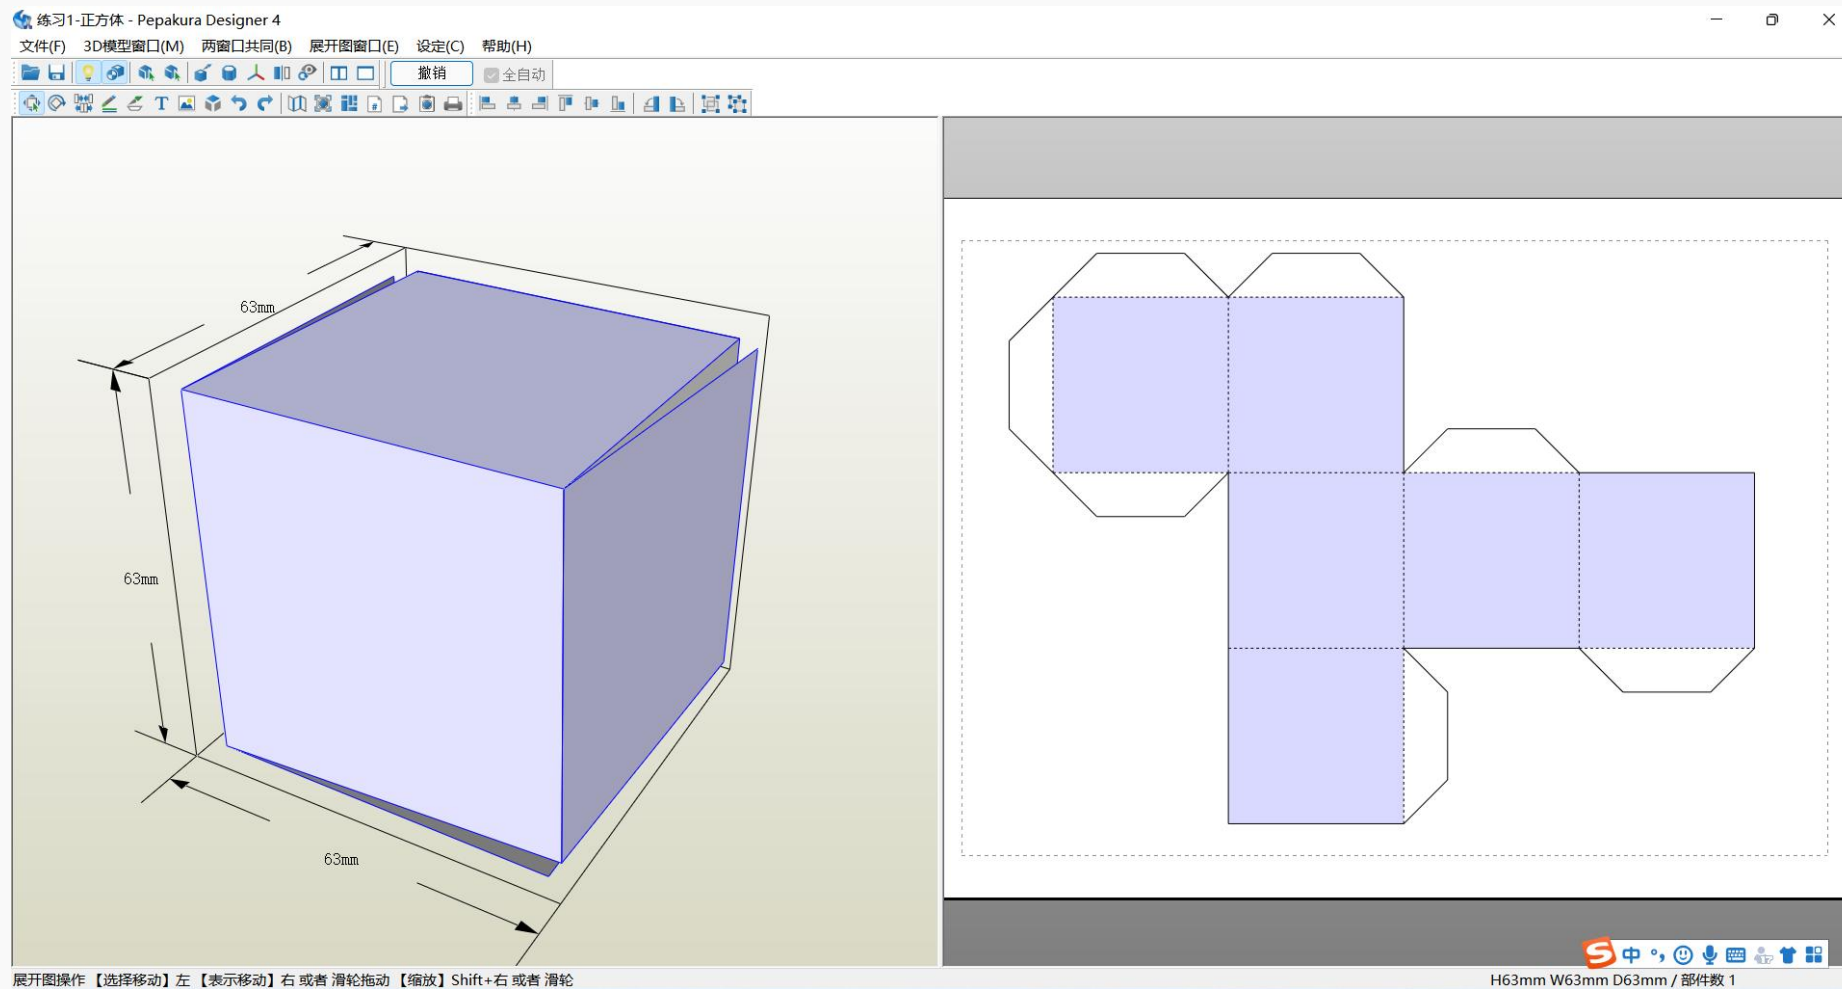 练习1-正方体 - Pepakura Designer 4
文件(F) 3D模型窗口(M) 两窗口共同(B) 展开图窗口(E) 设定(C) 帮助(H)
撤销 全自动
63mm
63mm
63mm
中
展开图操作 【选择移动】左 【表示移动】右 或者 滑轮拖动 【缩放】Shift+右 或者 滑轮
H63mm W63mm D63mm / 部件数 1